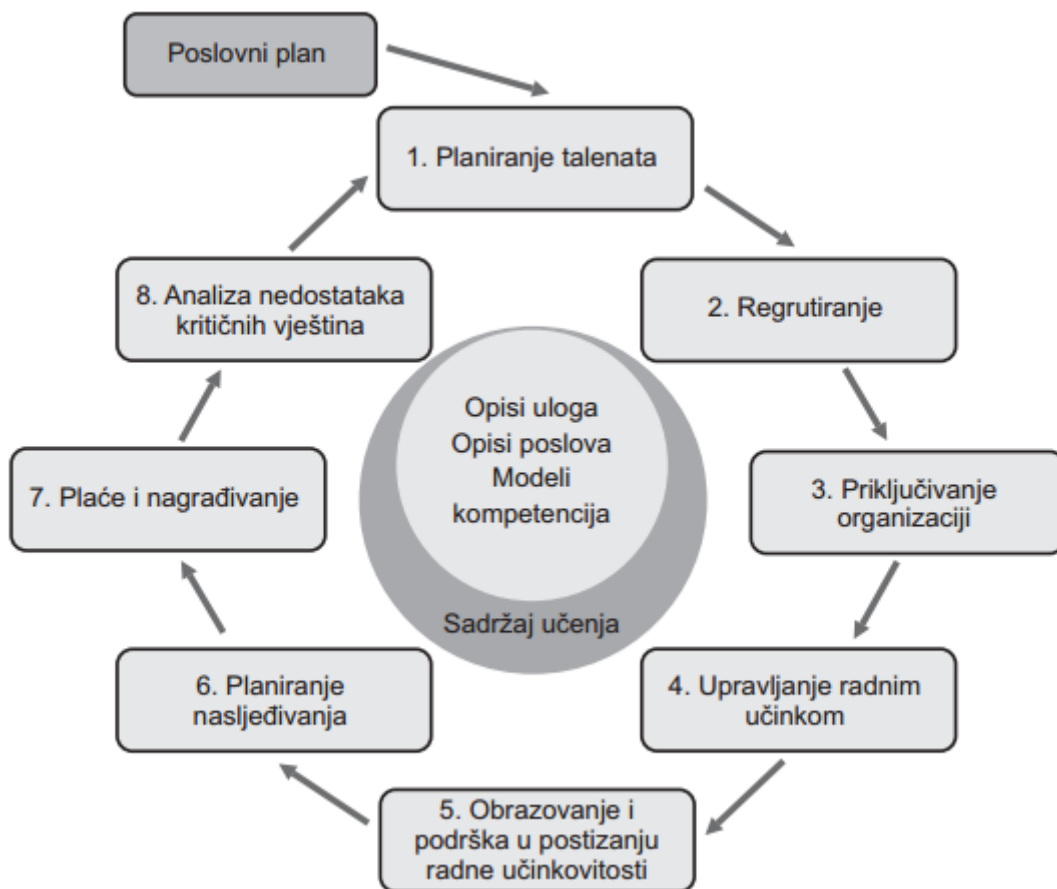 Poslovni plan
1. Planiranje talenata
2. Regrutiranje
3. Priključivanje
organizaciji
4. Upravljanje radnim
učinkom
5. Obrazovanje i
podrška u postizanju
radne učinkovitosti
6. Planiranje
nasljeđivanja
7. Plaće i nagrađivanje
8. Analiza nedostataka
kritičnih vještina
Opisi uloga
Opisi poslova
Modeli
kompetencija
Sadržaj učenja